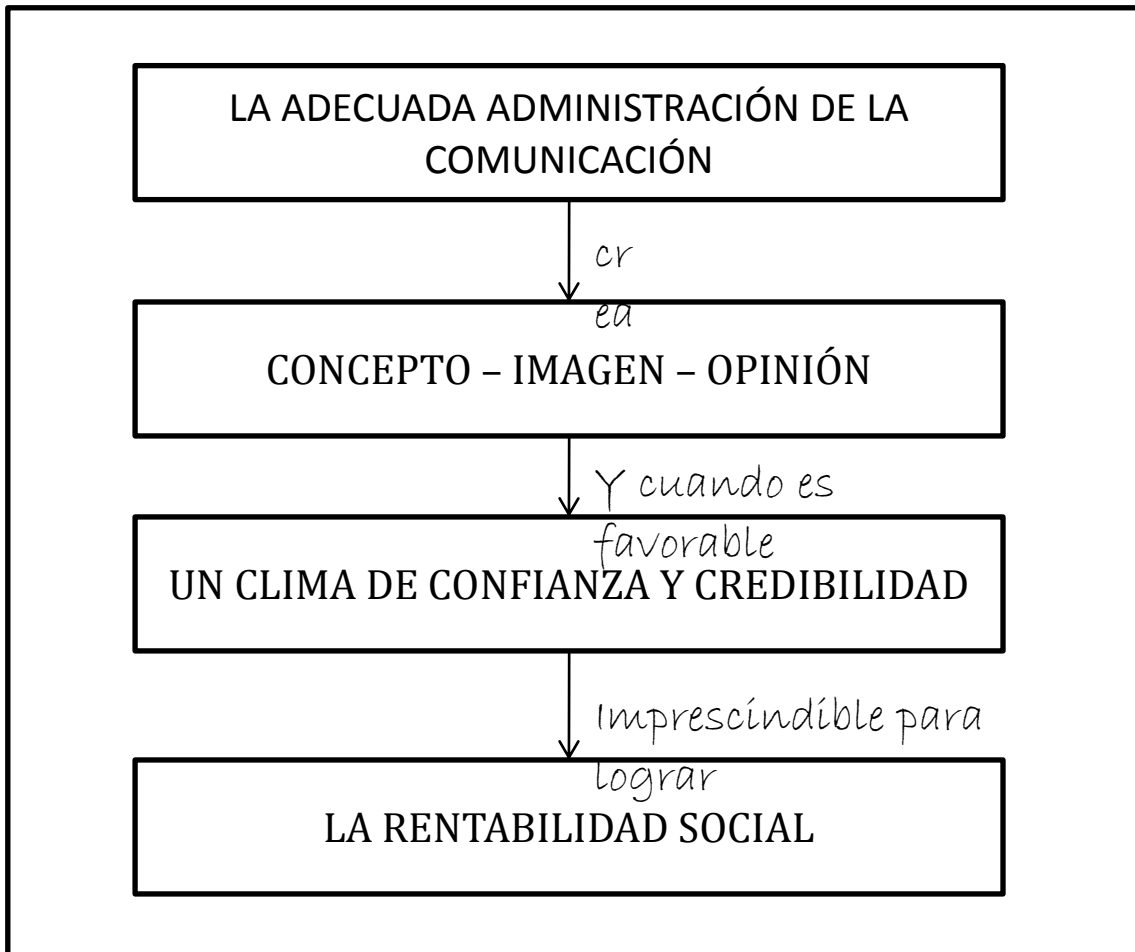 LA ADECUADA ADMINISTRACIÓN DE LA
COMUNICACIÓN
cr
ea
CONCEPTO – IMAGEN – OPINIÓN
Y cuando es
favorable
UN CLIMA DE CONFIANZA Y CREDIBILIDAD
Imprescindible para
lograr
LA RENTABILIDAD SOCIAL